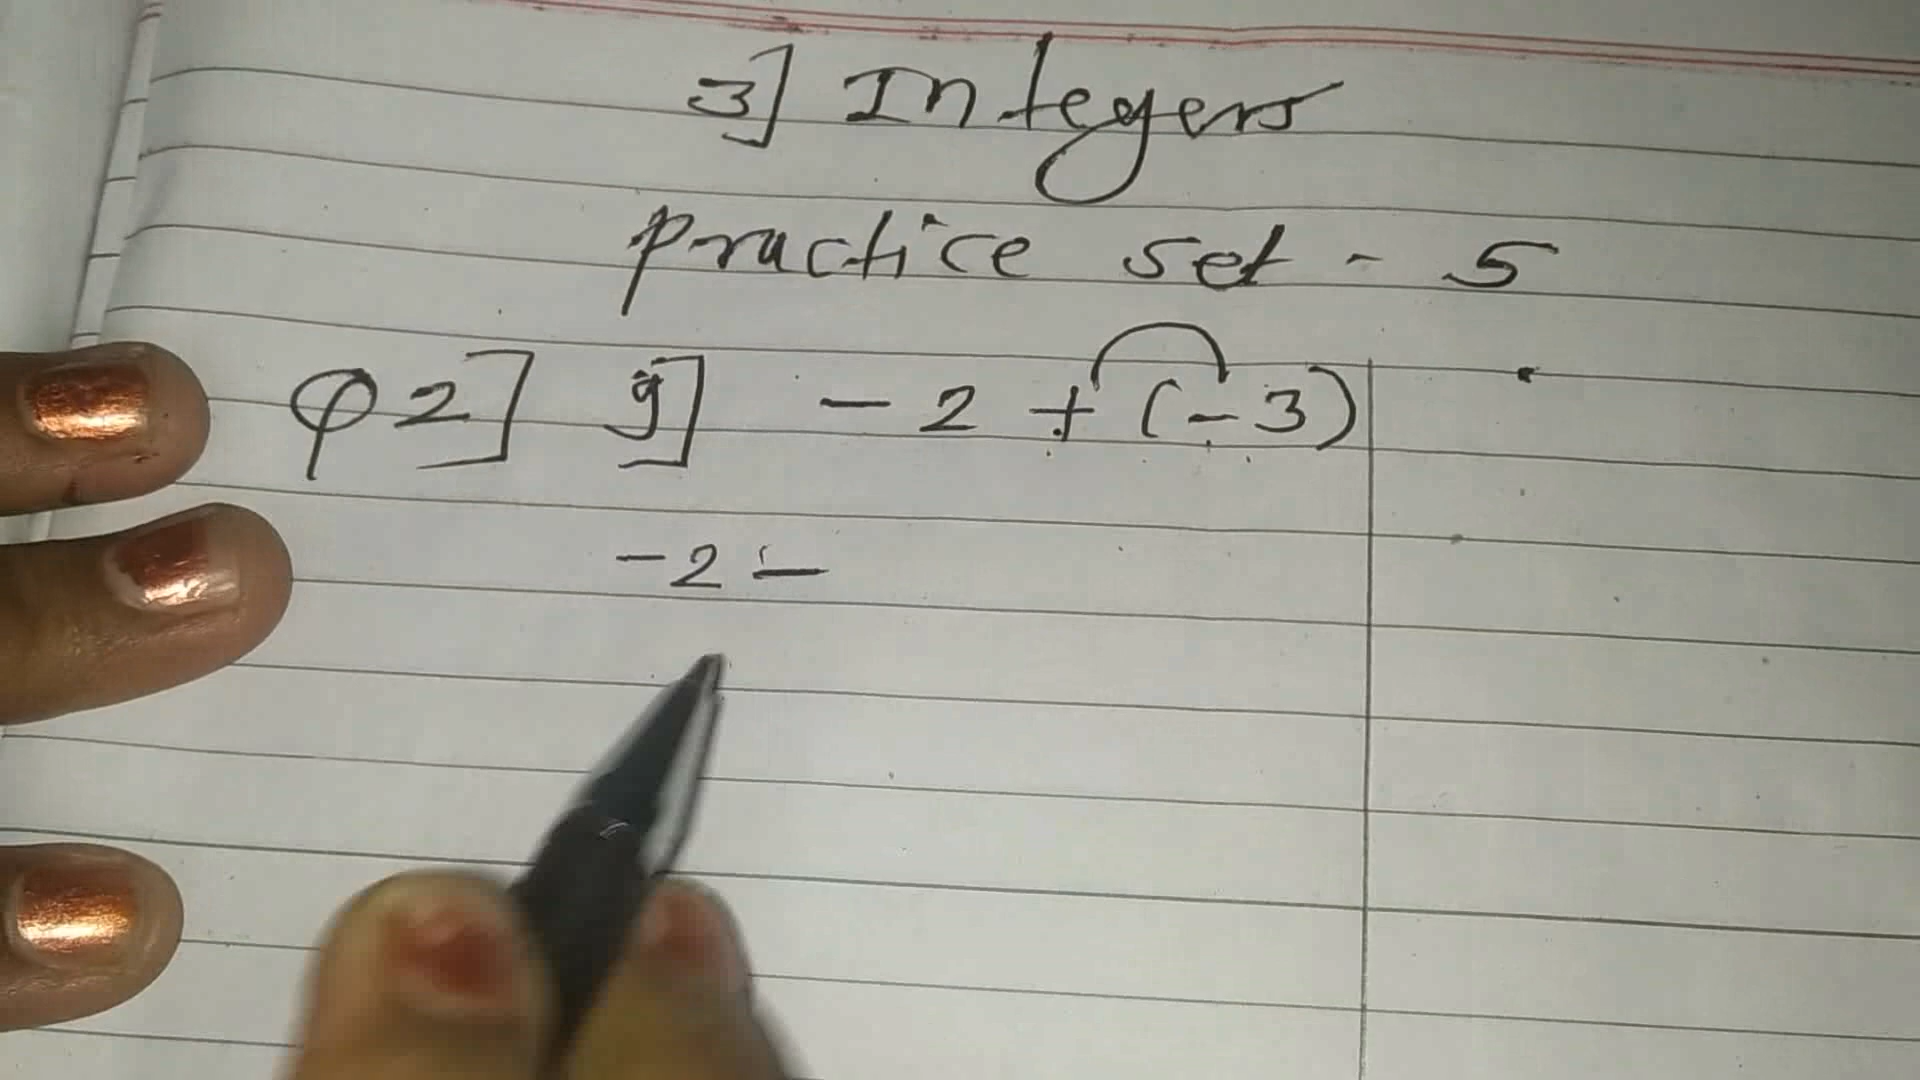 3] Integers
Practice set - 5
Q2] g] - 2 + (-3)
-2 -